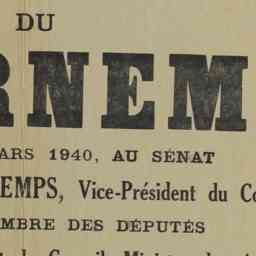 DU
RNEM
ARS 1940, AU SÉNAT
EMPS, Vice-Président du Co
MBRE DES DÉPUTÉS